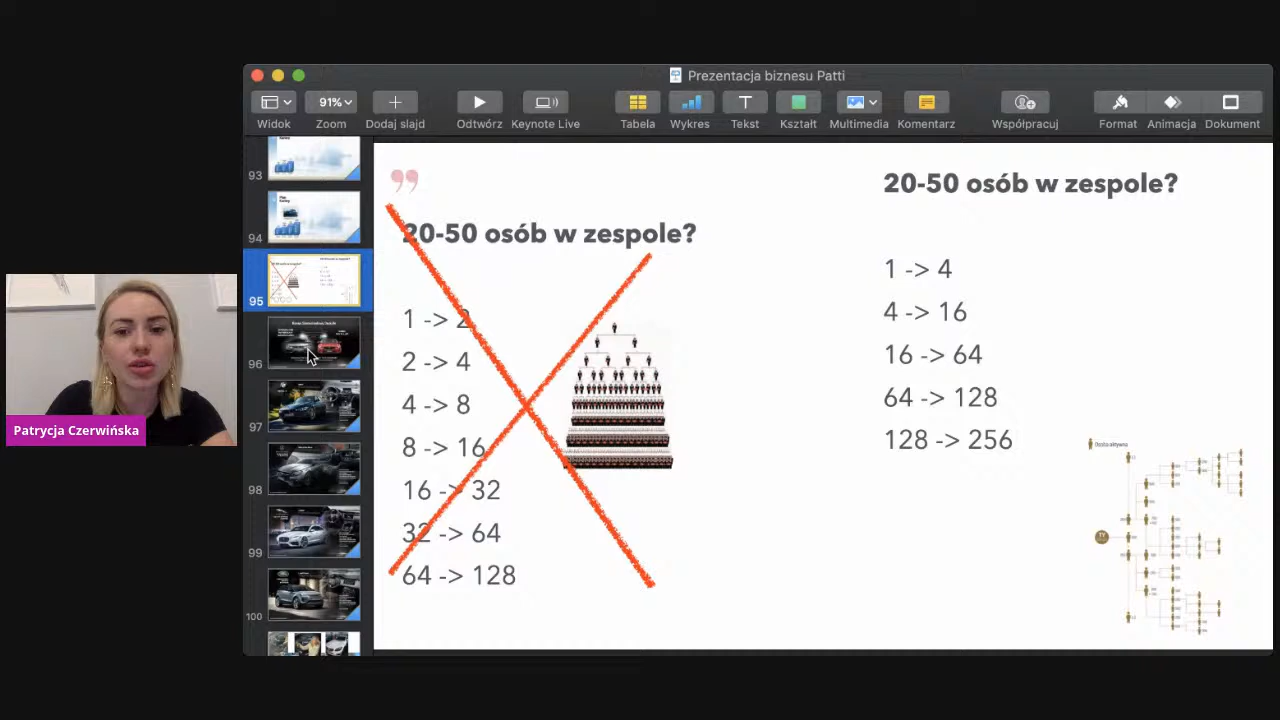 Prezentacja biznesu Patti
91%
Widok
Zoom
Dodaj slajd
Odtwórz
Keynote Live
Tabela
Wykres
Tekst
Kształt
Multimedia
Komentarz
Współpracuj
Format
Animacja
Dokument
93
94
95
96
97
98
99
100
Patrycja Czerwińska
”
20-50 osób w zespole?
1 -> 2
2 -> 4
4 -> 8
8 -> 16
16 -> 32
32 -> 64
64 -> 128
20-50 osób w zespole?
1 -> 4
4 -> 16
16 -> 64
64 -> 128
128 -> 256
Osoba aktywna
TY